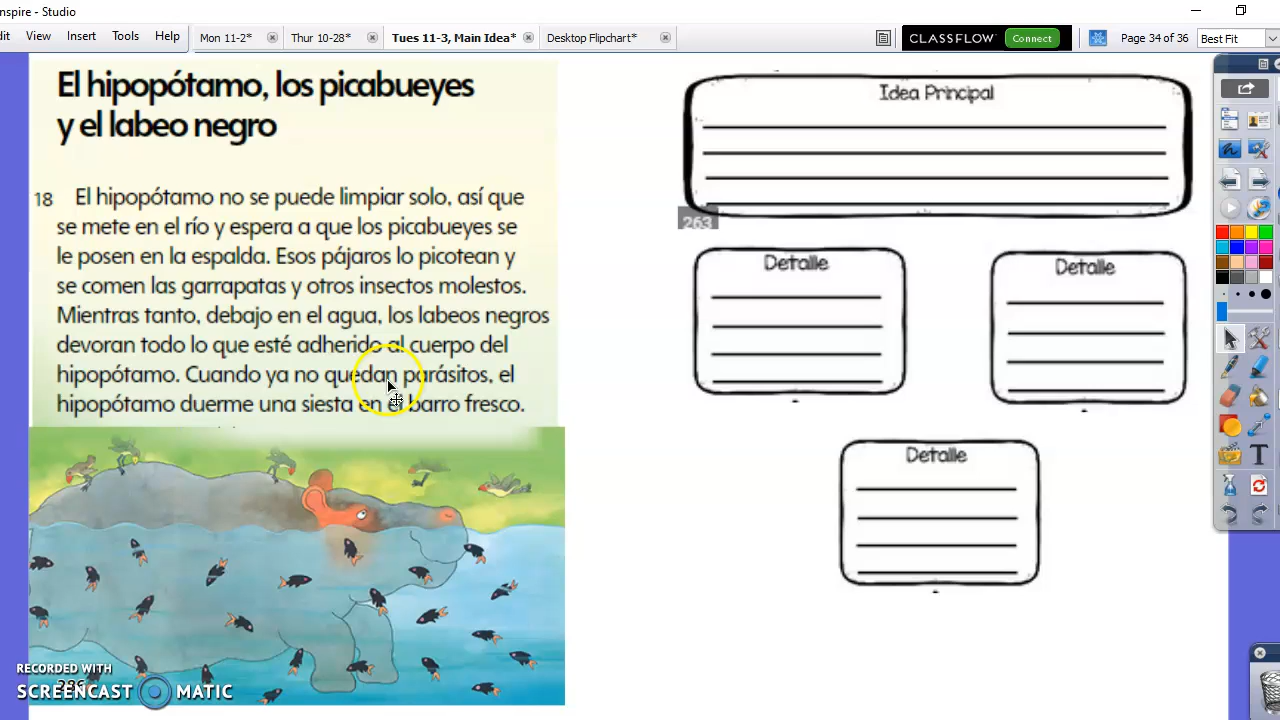 nspire - Studio
dit View Insert Tools Help
Mon 11-2*
Thur 10-28*
Tues 11-3, Main Idea*
Desktop Flipchart*
CLASSFLOW
Connect
Page 34 of 36
Best Fit
El hipopótamo, los picabueyes
y el labeo negro
18 El hipopótamo no se puede limpiar solo, así que
se mete en el río y espera a que los picabueyes se
le posen en la espalda. Esos pájaros lo picotean y
se comen las garrapatas y otros insectos molestos.
Mientras tanto, debajo en el agua, los labeos negros
devoran todo lo que esté adherido al cuerpo del
hipopótamo. Cuando ya no quedan parásitos, el
hipopótamo duerme una siesta en el barro fresco.
Idea Principal
263
Detalle
Detalle
Detalle
RECORDED WITH
SCREENCAST MATIC